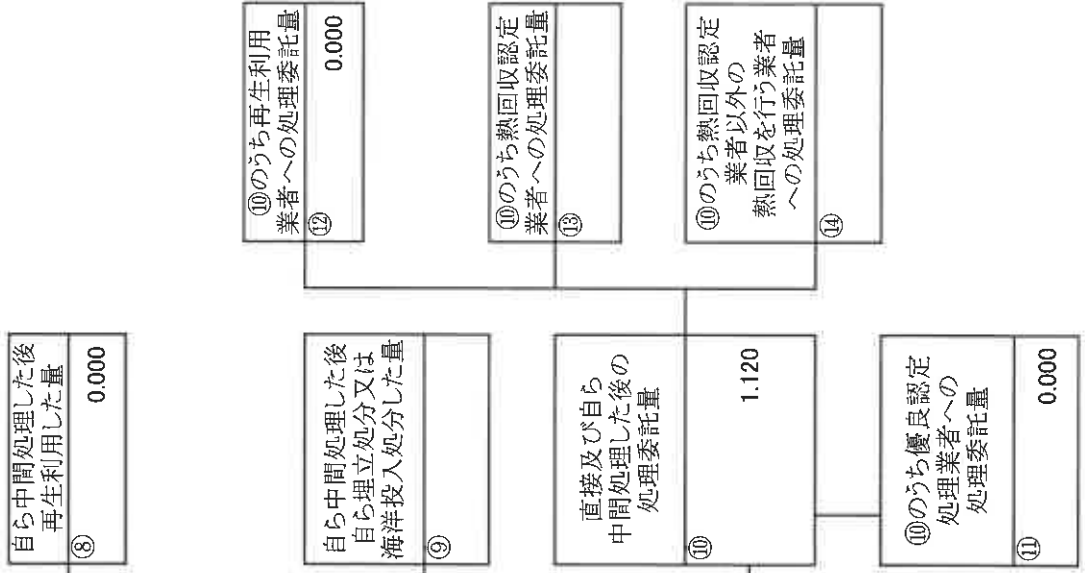 自ら中間処理した後
再生利用した量
⑧
0.000
自ら中間処理した後
自ら埋立処分又は
海洋投入処分した量
⑨
直接及び自ら
中間処理した後の
処理委託量
⑩
1.120
⑩のうち優良認定
処理業者への
処理委託量
⑪
0.000
⑩のうち再生利用
業者への処理委託量
⑫
0.000
⑩のうち熱回収認定
業者への処理委託量
⑬
⑩のうち熱回収認定
業者以外の
熱回収を行う業者
への処理委託量
⑭